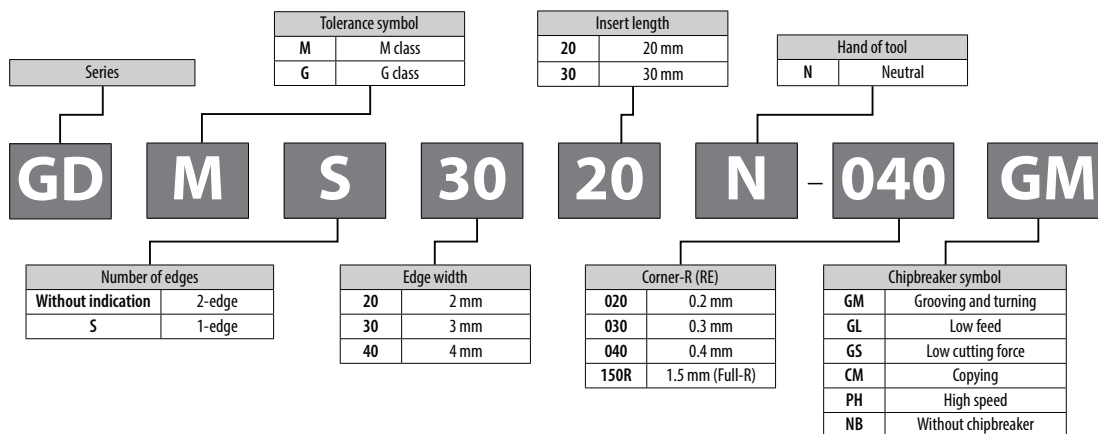 Tolerance symbol
M M class
G G class
Insert length
20 20 mm
30 30 mm
Hand of tool
N Neutral
Series
GD M S 30 20 N – 040 GM
Number of edges
Without indication 2-edge
S 1-edge
Edge width
20 2 mm
30 3 mm
40 4 mm
Corner-R (RE)
020 0.2 mm
030 0.3 mm
040 0.4 mm
150R 1.5 mm (Full-R)
Chipbreaker symbol
GM Grooving and turning
GL Low feed
GS Low cutting force
CM Copying
PH High speed
NB Without chipbreaker